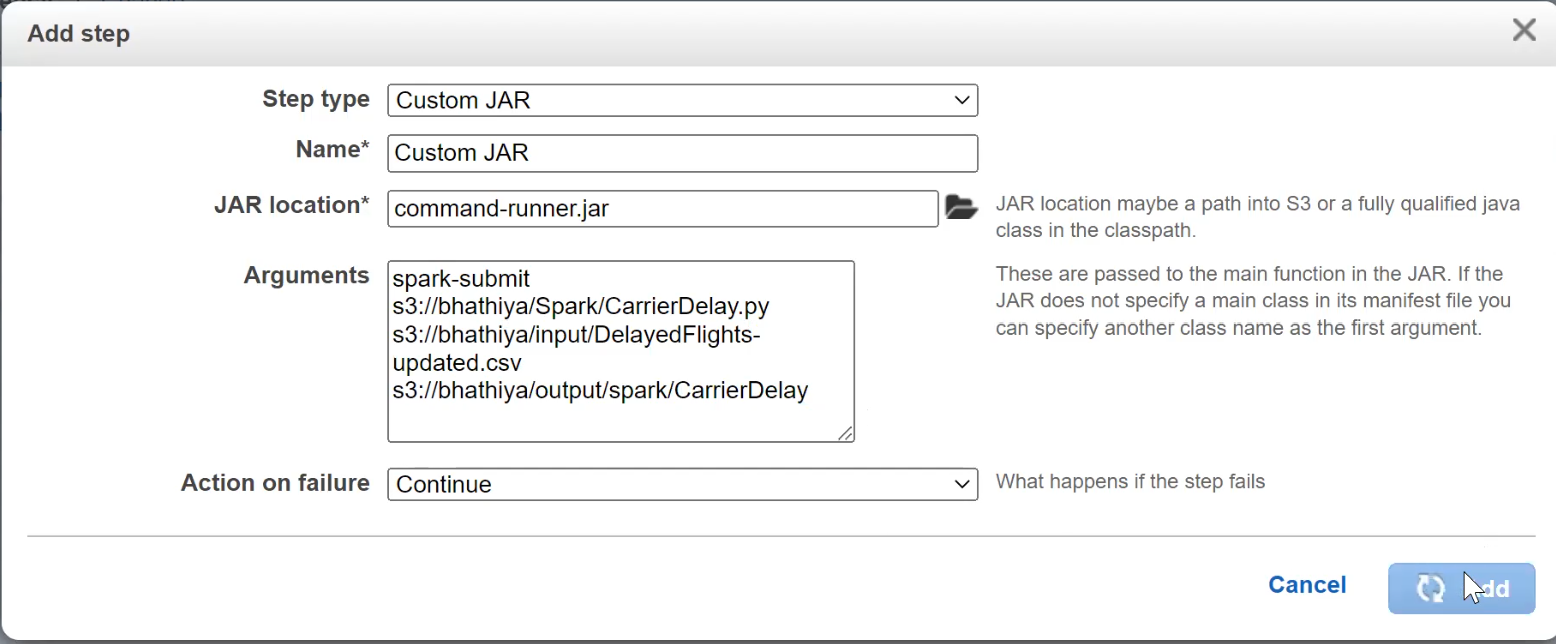 Add step
Step type
Custom JAR
Name*
Custom JAR
JAR location*
command-runner.jar
JAR location maybe a path into S3 or a fully qualified java
class in the classpath.
Arguments
spark-submit
s3://bhathiya/Spark/CarrierDelay.py
s3://bhathiya/input/DelayedFlights-
updated.csv
s3://bhathiya/output/spark/CarrierDelay
These are passed to the main function in the JAR. If the
JAR does not specify a main class in its manifest file you
can specify another class name as the first argument.
Action on failure
Continue
What happens if the step fails
Cancel